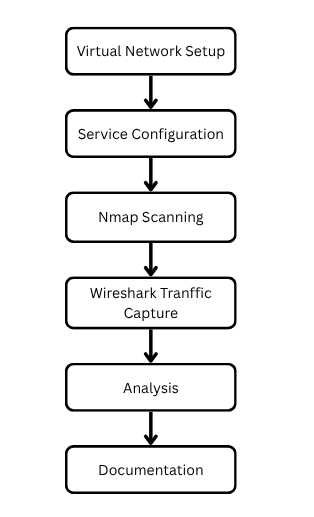 Virtual Network Setup
Service Configuration
Nmap Scanning
Wireshark Tranffic
Capture
Analysis
Documentation